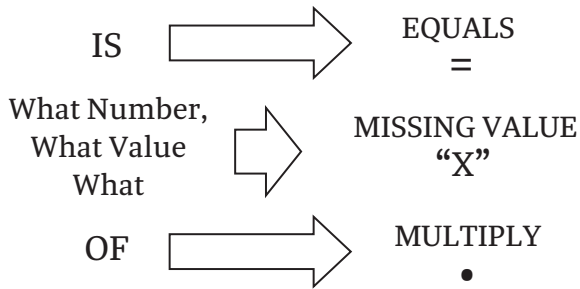 IS
EQUALS
=
What Number,
What Value
What
MISSING VALUE
“X”
OF
MULTIPLY
•